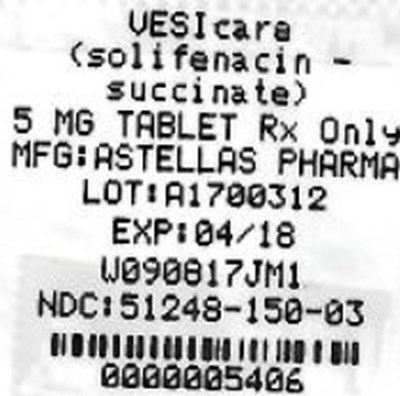 VESIcare
(solifenacin -
succinate)
5 MG TABLET Rx Only
MFG:ASTELLAS PHARMA
LOT:A1700312
EXP:04/18
W090817JM1
NDC:51248-150-03
0000005406